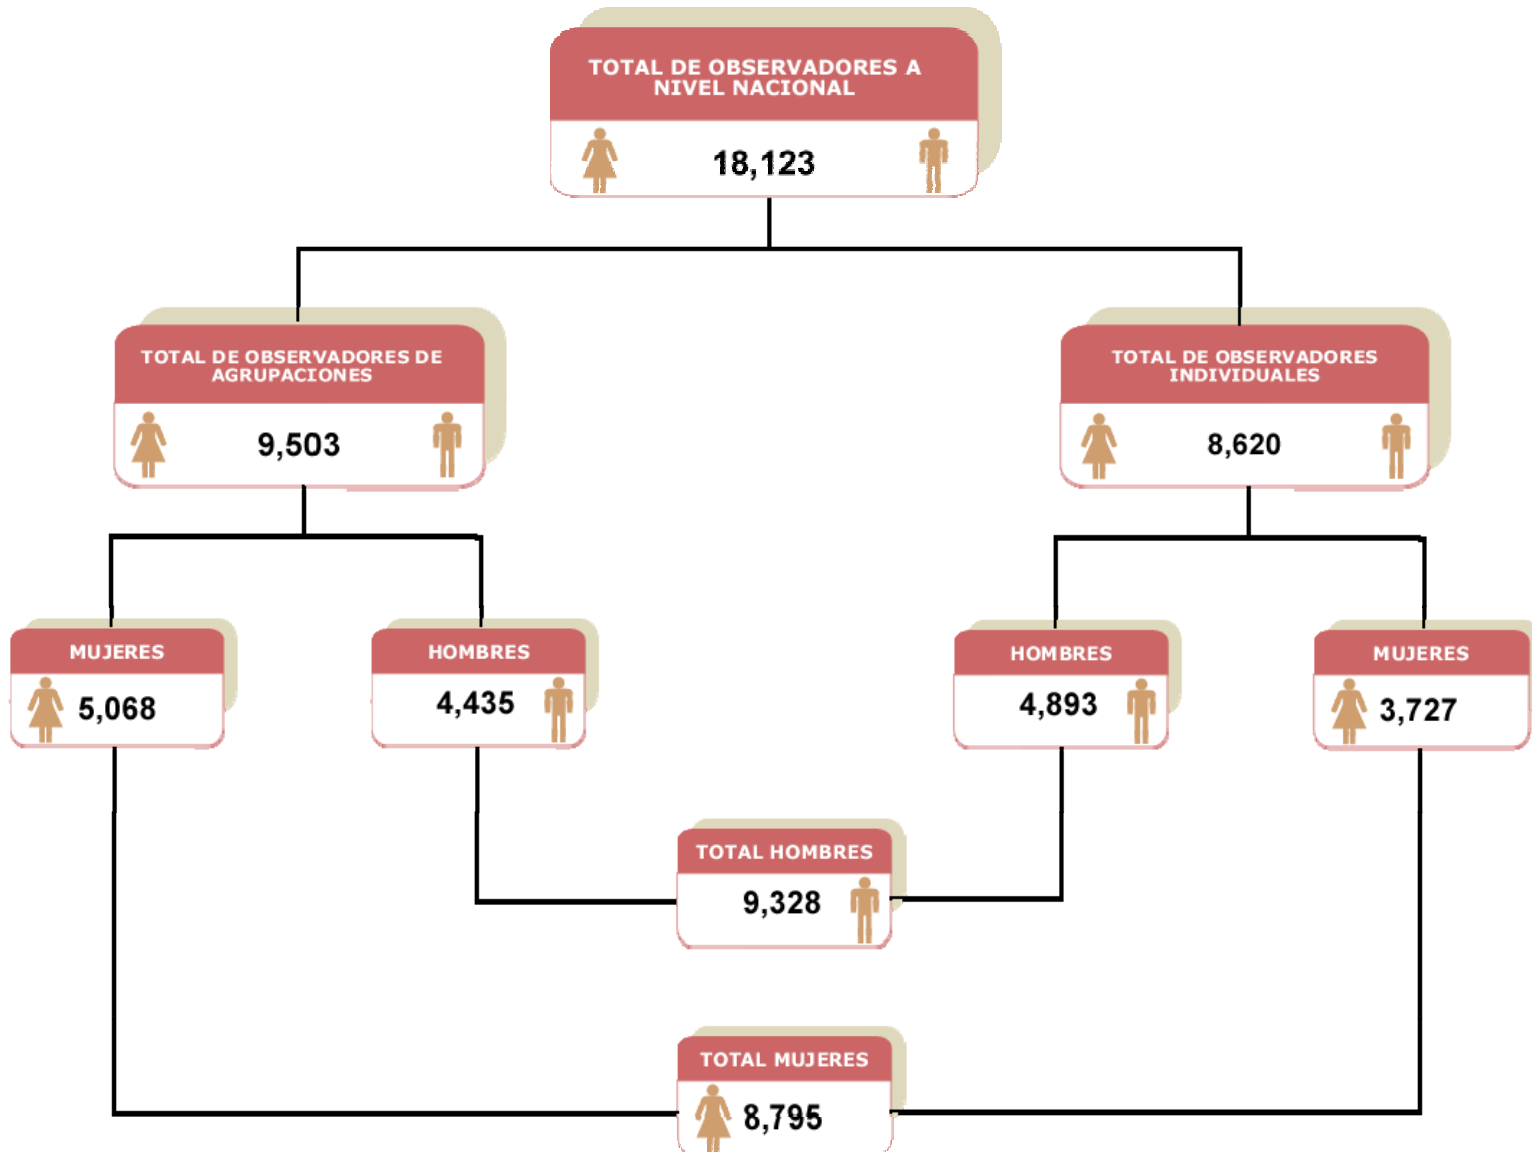 TOTAL DE OBSERVADORES A
NIVEL NACIONAL
18,123
TOTAL DE OBSERVADORES DE
AGRUPACIONES
9,503
TOTAL DE OBSERVADORES
INDIVIDUALES
8,620
MUJERES
5,068
HOMBRES
4,435
HOMBRES
4,893
MUJERES
3,727
TOTAL HOMBRES
9,328
TOTAL MUJERES
8,795